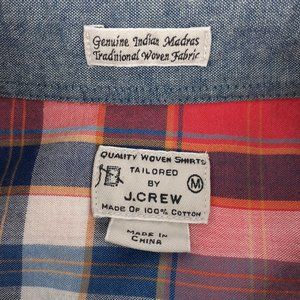 Genuine Indian Madras
Traditional Woven Fabric
QUALITY WOVEN SHIRTS
TAILORED
BY
M
J.CREW
MADE OF 100% COTTON
MADE IN
CHINA